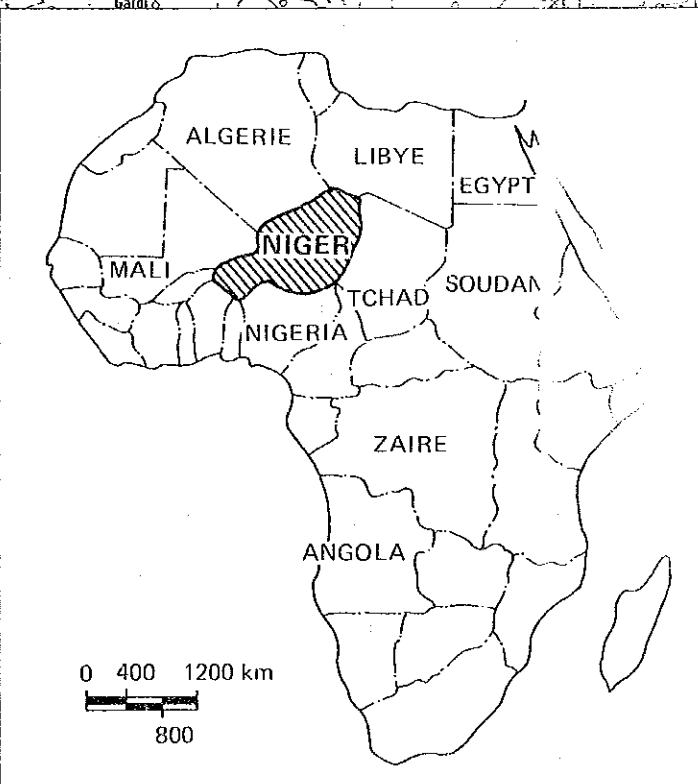 ALGERIE
LIBYE
EGYPT
NIGER
MALI
TCHAD
SOUDAN
NIGERIA
ZAIRE
ANGOLA
0 400 1200 km
800